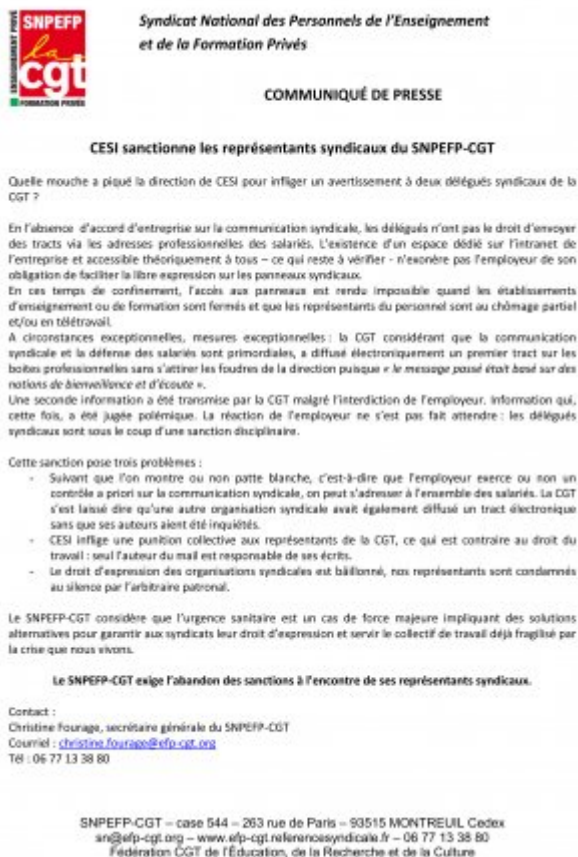 SNPEFP
la
cgt
ENSEIGNEMENT PRIVÉ
FORMATION PRIVÉE
Syndicat National des Personnels de l'Enseignement
et de la Formation Privés
COMMUNIQUÉ DE PRESSE
CESI sanctionne les représentants syndicaux du SNPEFP-CGT
Quelle mouche a piqué la direction de CESI pour infliger un avertissement à deux délégués syndicaux de la
CGT ?
En l'absence d'accord d'entreprise sur la communication syndicale, les délégués n'ont pas le droit d'envoyer
des tracts via les adresses professionnelles des salariés. L'existence d'un espace dédié sur l'intranet de
l'entreprise et accessible théoriquement à tous – ce qui reste à vérifier - n'exonère pas l'employeur de son
obligation de faciliter la libre expression sur les panneaux syndicaux.
En ces temps de confinement, l'accès aux panneaux est rendu impossible quand les établissements
d'enseignement ou de formation sont fermés et que les représentants du personnel sont au chômage partiel
et/ou en télétravail.
A circonstances exceptionnelles, mesures exceptionnelles : la CGT considérant que la communication
syndicale et la défense des salariés sont primordiales, a diffusé électroniquement un premier tract sur les
boites professionnelles sans s'attirer les foudres de la direction puisque « le message passé était basé sur des
notions de bienveillance et d'écoute ».
Une seconde information a été transmise par la CGT malgré l'interdiction de l'employeur. Information qui,
cette fois, a été jugée polémique. La réaction de l'employeur ne s'est pas fait attendre : les délégués
syndicaux sont sous le coup d'une sanction disciplinaire.
Cette sanction pose trois problèmes :
- Suivant que l'on montre ou non patte blanche, c'est-à-dire que l'employeur exerce ou non un
contrôle a priori sur la communication syndicale, on peut s'adresser à l'ensemble des salariés. La CGT
s'est laissé dire qu'une autre organisation syndicale avait également diffusé un tract électronique
sans que ses auteurs aient été inquiétés.
- CESI inflige une punition collective aux représentants de la CGT, ce qui est contraire au droit du
travail : seul l'auteur du mail est responsable de ses écrits.
- Le droit d'expression des organisations syndicales est bâillonné, nos représentants sont condamnés
au silence par l'arbitraire patronal.
Le SNPEFP-CGT considère que l'urgence sanitaire est un cas de force majeure impliquant des solutions
alternatives pour garantir aux syndicats leur droit d'expression et servir le collectif de travail déjà fragilisé par
la crise que nous vivons.
Le SNPEFP-CGT exige l'abandon des sanctions à l'encontre de ses représentants syndicaux.
Contact :
Christine Fourage, secrétaire générale du SNPEFP-CGT
Courriel : christine.fourage@efp-cgt.org
Tél : 06 77 13 38 80
SNPEFP-CGT – case 544 – 263 rue de Paris – 93515 MONTREUIL Cedex
sn@efp-cgt.org – www.efp-cgt.referencesyndicale.fr – 06 77 13 38 80
Fédération CGT de l'Éducation, de la Recherche et de la Culture